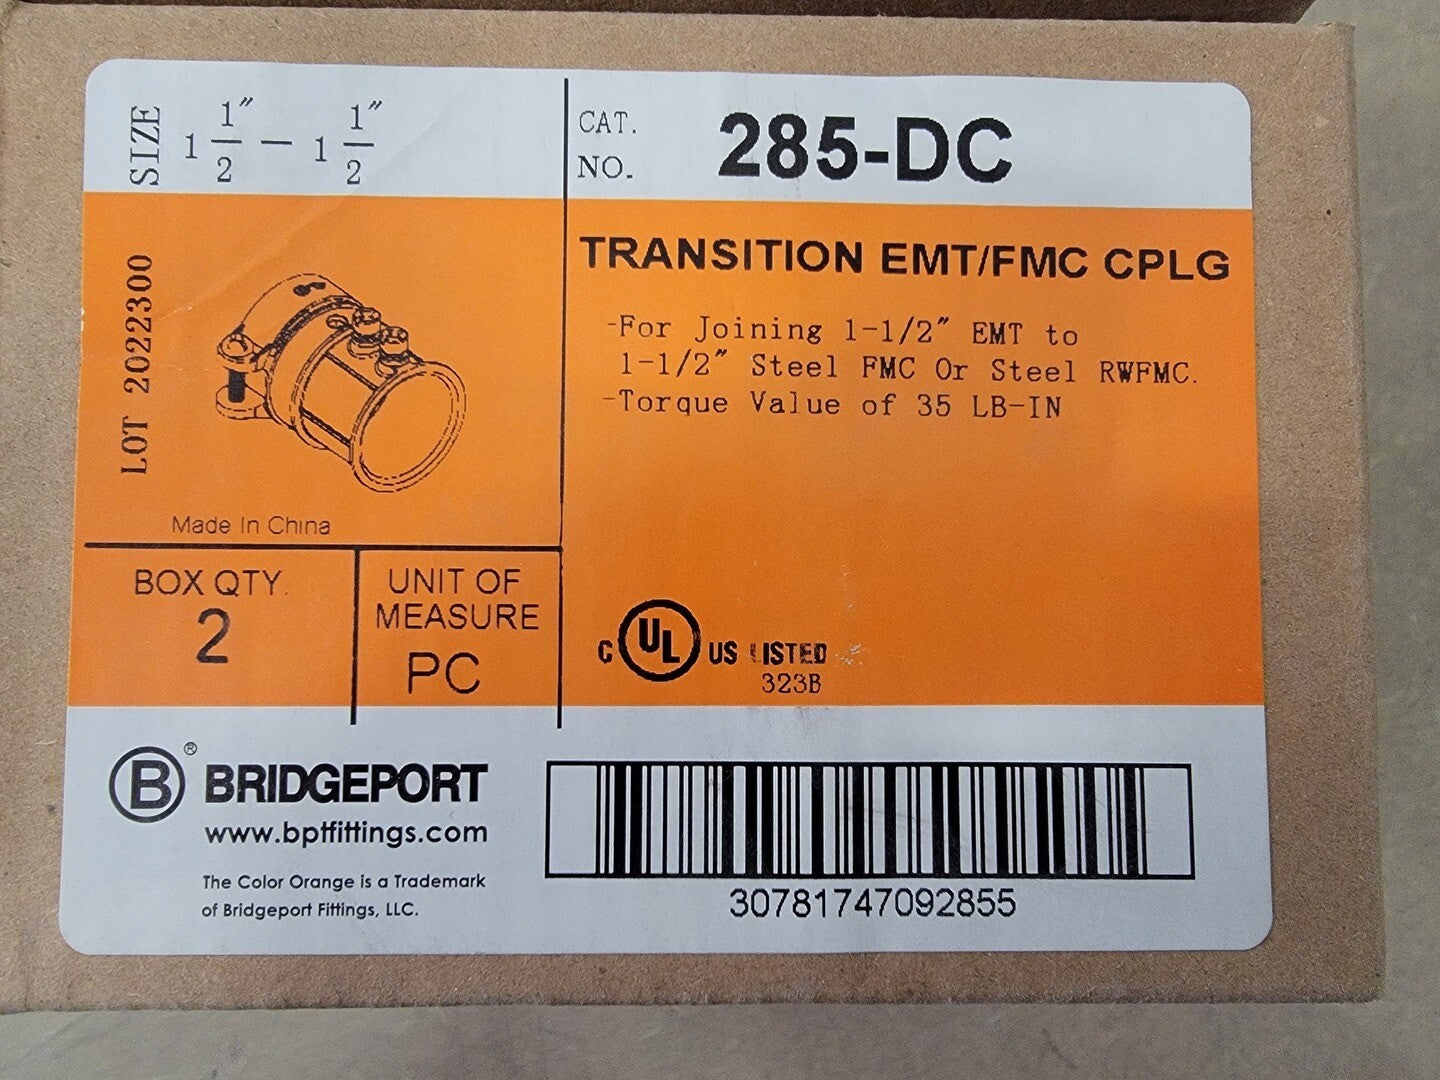 SIZE 1 1/2" - 1 1/2"
CAT. NO. 285-DC
LOT 2022300
Made In China
TRANSITION EMT/FMC CPLG
-For Joining 1-1/2" EMT to
1-1/2" Steel FMC Or Steel RWFMC.
-Torque Value of 35 LB-IN
BOX QTY.
2
UNIT OF
MEASURE
PC
C UL US LISTED
323B
B® BRIDGEPORT
www.bptfittings.com
The Color Orange is a Trademark
of Bridgeport Fittings, LLC.
30781747092855